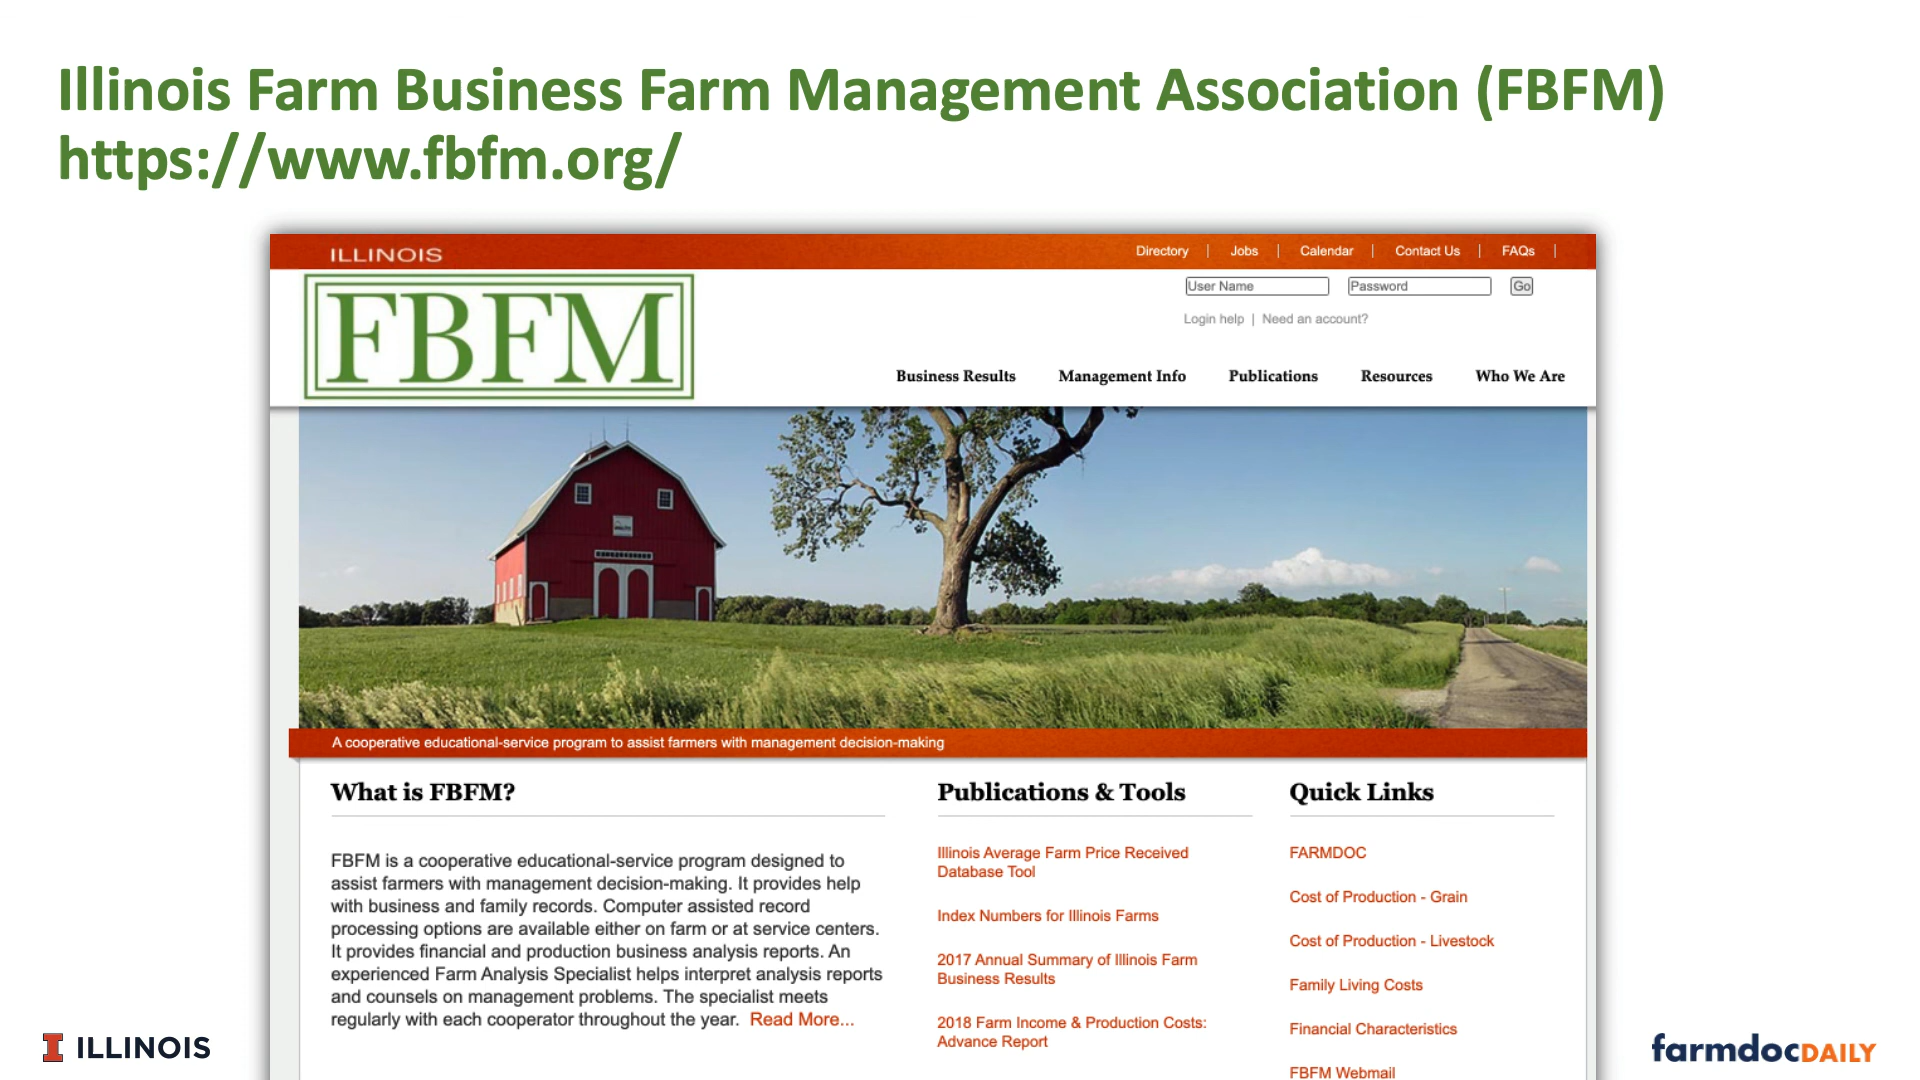 Illinois Farm Business Farm Management Association (FBFM)
https://www.fbfm.org/
ILLINOIS
Directory | Jobs | Calendar | Contact Us | FAQs |
FBFM
User Name Password Go
Login help | Need an account?
Business Results Management Info Publications Resources Who We Are
A cooperative educational-service program to assist farmers with management decision-making
What is FBFM?
FBFM is a cooperative educational-service program designed to
assist farmers with management decision-making. It provides help
with business and family records. Computer assisted record
processing options are available either on farm or at service centers.
It provides financial and production business analysis reports. An
experienced Farm Analysis Specialist helps interpret analysis reports
and counsels on management problems. The specialist meets
regularly with each cooperator throughout the year. Read More...
Publications & Tools
Illinois Average Farm Price Received
Database Tool
Index Numbers for Illinois Farms
2017 Annual Summary of Illinois Farm
Business Results
2018 Farm Income & Production Costs:
Advance Report
Quick Links
FARMDOC
Cost of Production - Grain
Cost of Production - Livestock
Family Living Costs
Financial Characteristics
FBFM Webmail
I ILLINOIS
farmdocDAILY